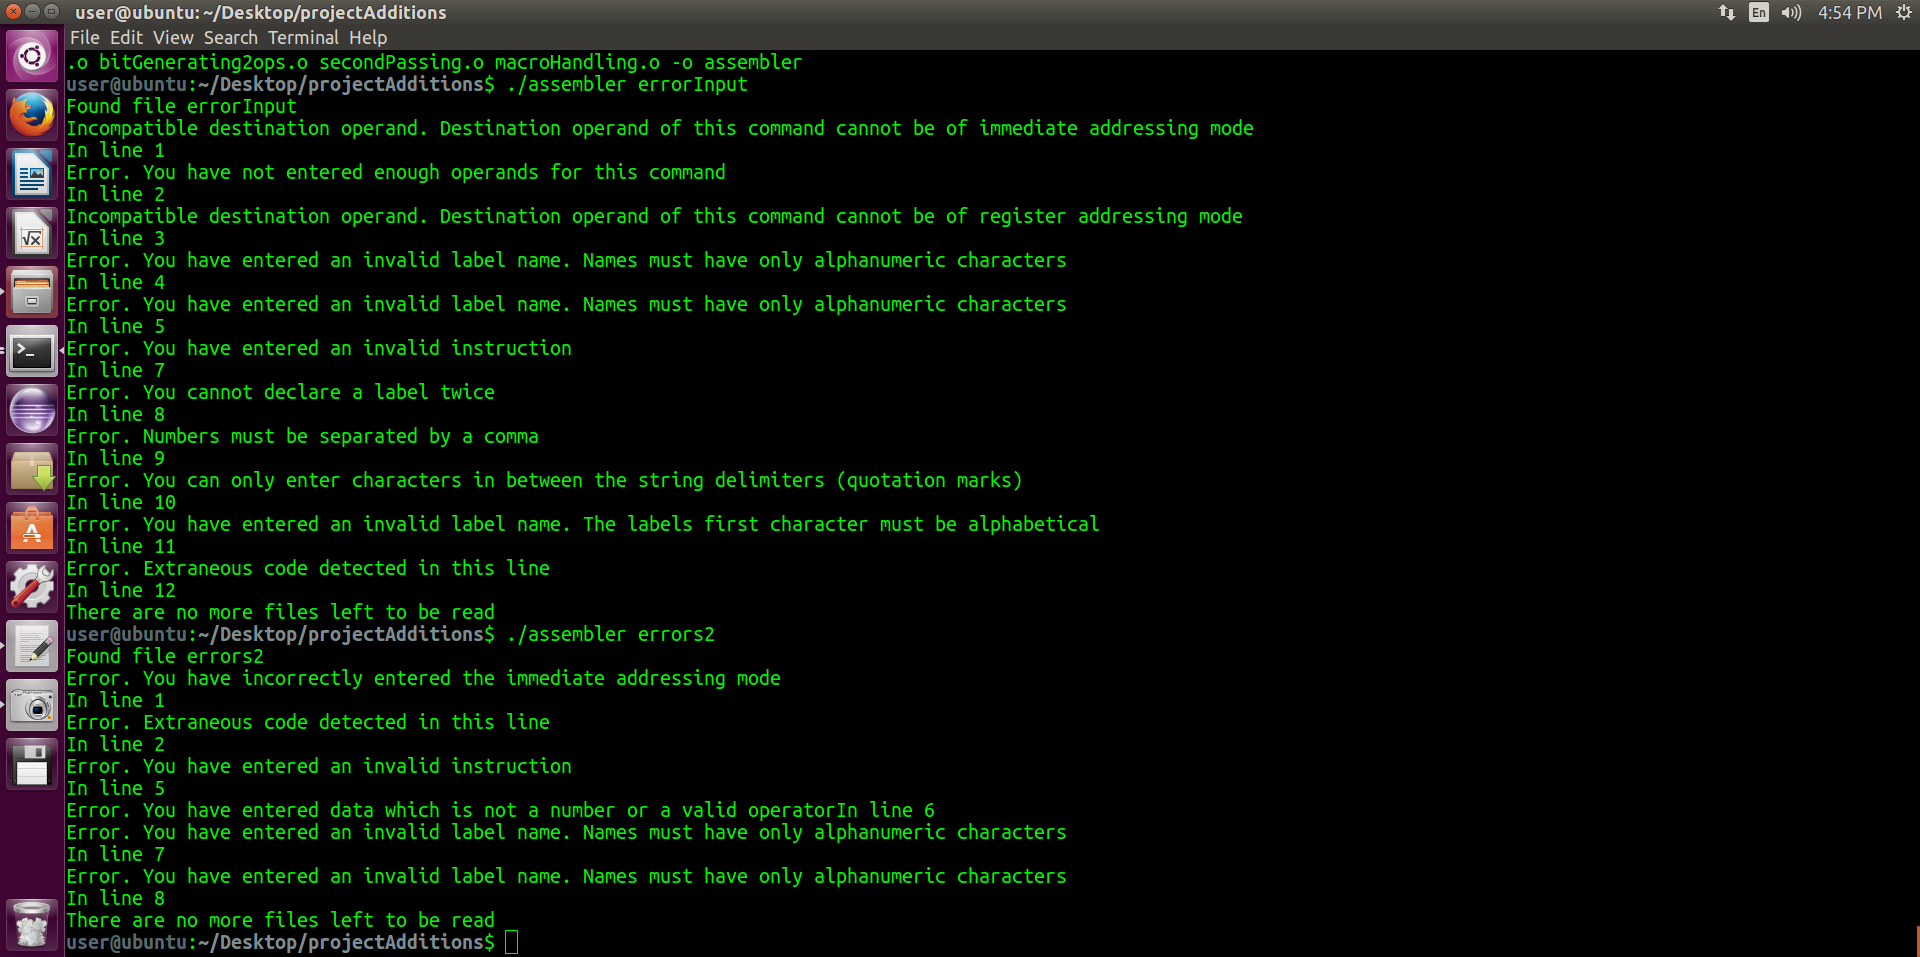 user@ubuntu: ~/Desktop/projectAdditions
En
4:54 PM
File Edit View Search Terminal Help
.o bitGenerating2ops.o secondPassing.o macroHandling.o -o assembler
user@ubuntu:~/Desktop/projectAdditions$ ./assembler errorInput
Found file errorInput
Incompatible destination operand. Destination operand of this command cannot be of immediate addressing mode
In line 1
Error. You have not entered enough operands for this command
In line 2
Incompatible destination operand. Destination operand of this command cannot be of register addressing mode
In line 3
Error. You have entered an invalid label name. Names must have only alphanumeric characters
In line 4
Error. You have entered an invalid label name. Names must have only alphanumeric characters
In line 5
Error. You have entered an invalid instruction
In line 7
Error. You cannot declare a label twice
In line 8
Error. Numbers must be separated by a comma
In line 9
Error. You can only enter characters in between the string delimiters (quotation marks)
In line 10
Error. You have entered an invalid label name. The labels first character must be alphabetical
In line 11
Error. Extraneous code detected in this line
In line 12
There are no more files left to be read
user@ubuntu:~/Desktop/projectAdditions$ ./assembler errors2
Found file errors2
Error. You have incorrectly entered the immediate addressing mode
In line 1
Error. Extraneous code detected in this line
In line 2
Error. You have entered an invalid instruction
In line 5
Error. You have entered data which is not a number or a valid operatorIn line 6
Error. You have entered an invalid label name. Names must have only alphanumeric characters
In line 7
Error. You have entered an invalid label name. Names must have only alphanumeric characters
In line 8
There are no more files left to be read
user@ubuntu:~/Desktop/projectAdditions$